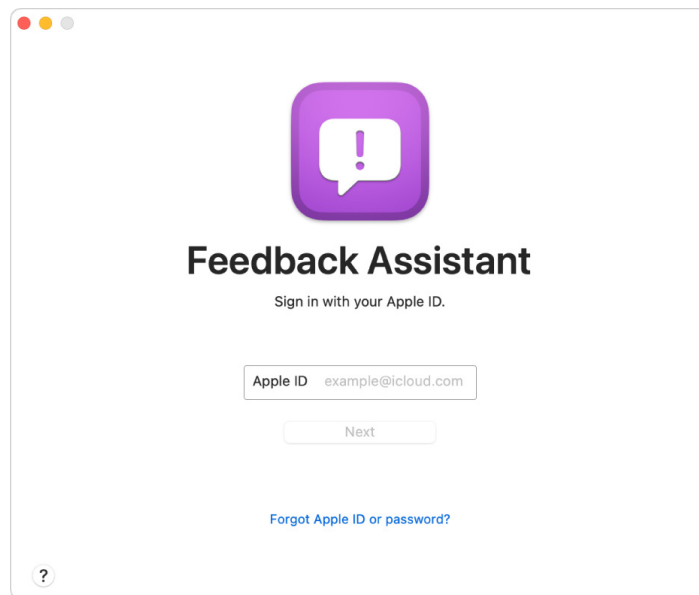 Feedback Assistant
Sign in with your Apple ID.
Apple ID example@icloud.com
Next
Forgot Apple ID or password?
?